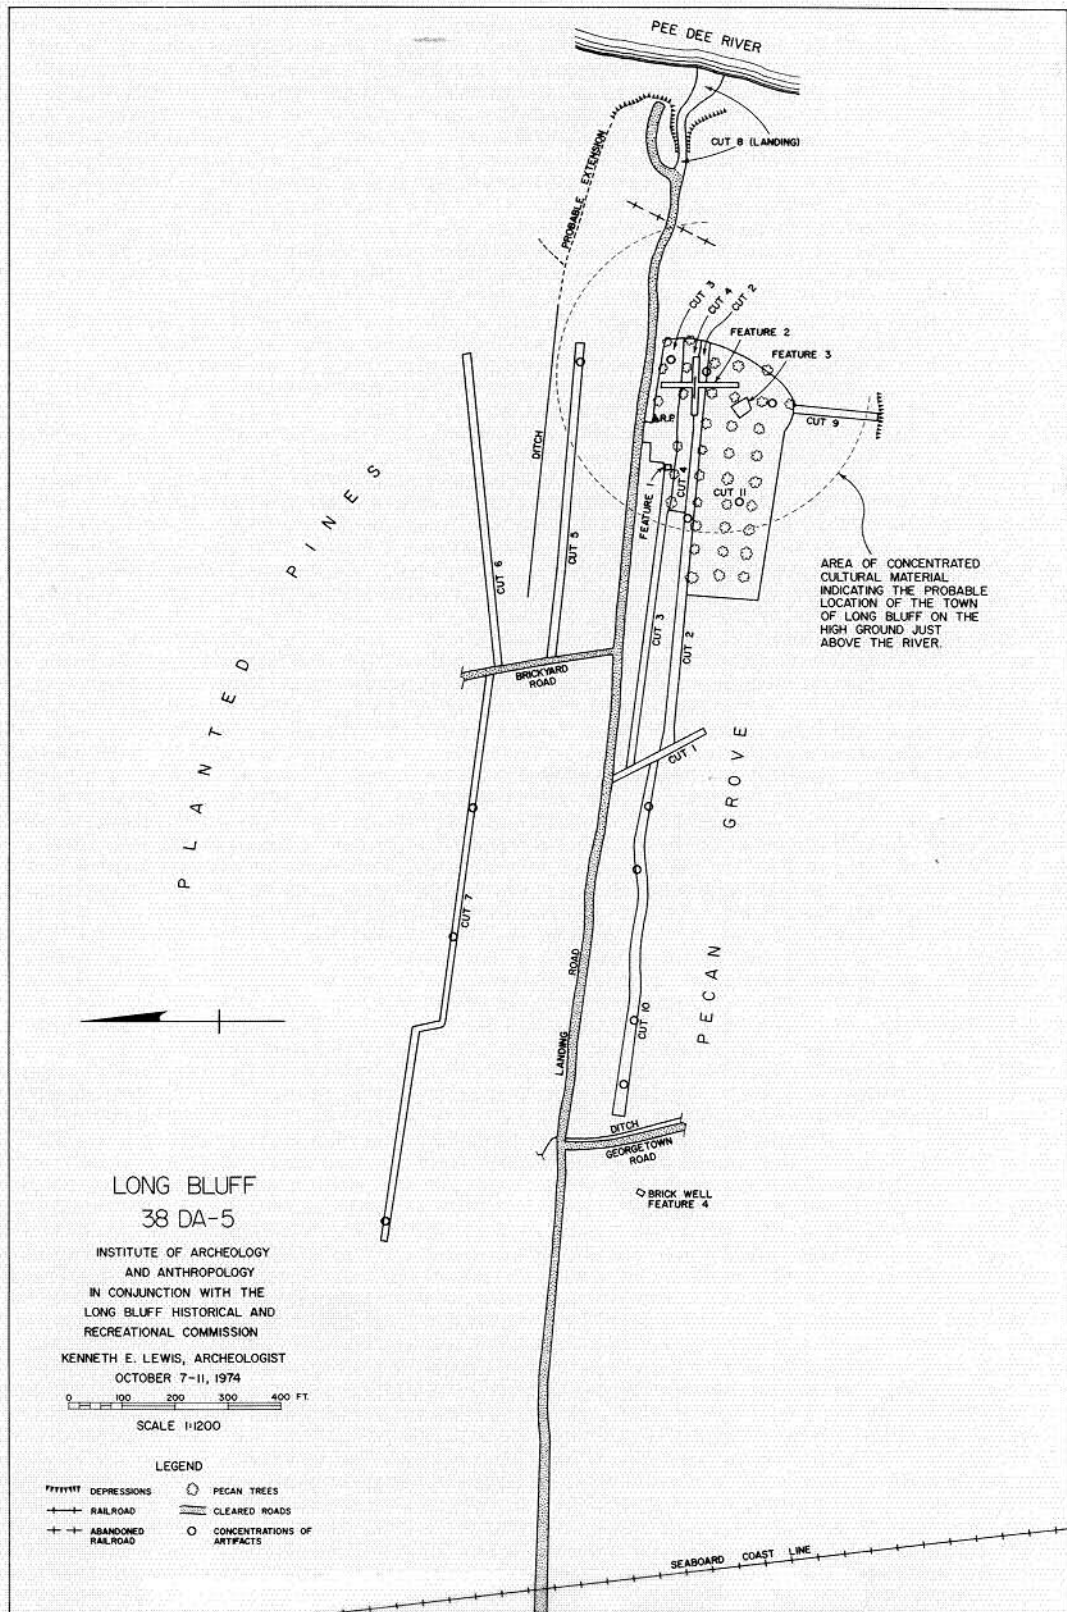 PEE DEE RIVER
CUT 8 (LANDING)
PROBABLE EXTENSION
CUT 3
CUT 4
CUT 2
FEATURE 2
FEATURE 3
A.R.P.
CUT 9
DITCH
FEATURE 1
CUT 4
CUT 11
CUT 5
CUT 6
AREA OF CONCENTRATED
CULTURAL MATERIAL
INDICATING THE PROBABLE
LOCATION OF THE TOWN
OF LONG BLUFF ON THE
HIGH GROUND JUST
ABOVE THE RIVER.
PLANTED PINES
CUT 3
CUT 2
BRICKYARD
ROAD
CUT 1
PECAN GROVE
CUT 7
LANDING ROAD
CUT 10
DITCH
GEORGETOWN
ROAD
BRICK WELL
FEATURE 4
LONG BLUFF
38 DA-5
INSTITUTE OF ARCHEOLOGY
AND ANTHROPOLOGY
IN CONJUNCTION WITH THE
LONG BLUFF HISTORICAL AND
RECREATIONAL COMMISSION
KENNETH E. LEWIS, ARCHEOLOGIST
OCTOBER 7-11, 1974
0 100 200 300 400 FT.
SCALE 1:1200
LEGEND
DEPRESSIONS
PECAN TREES
RAILROAD
CLEARED ROADS
ABANDONED
RAILROAD
CONCENTRATIONS OF
ARTIFACTS
SEABOARD COAST LINE